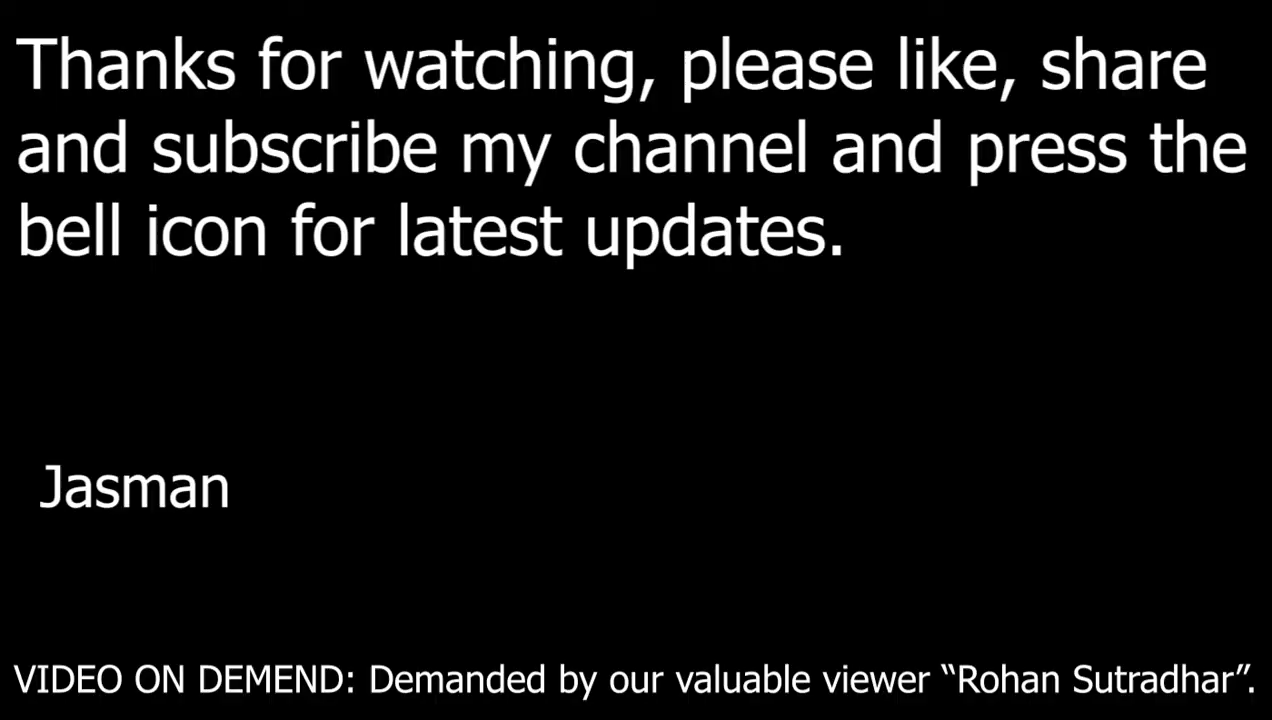 Thanks for watching, please like, share
and subscribe my channel and press the
bell icon for latest updates.
Jasman
VIDEO ON DEMEND: Demanded by our valuable viewer “Rohan Sutradhar”.